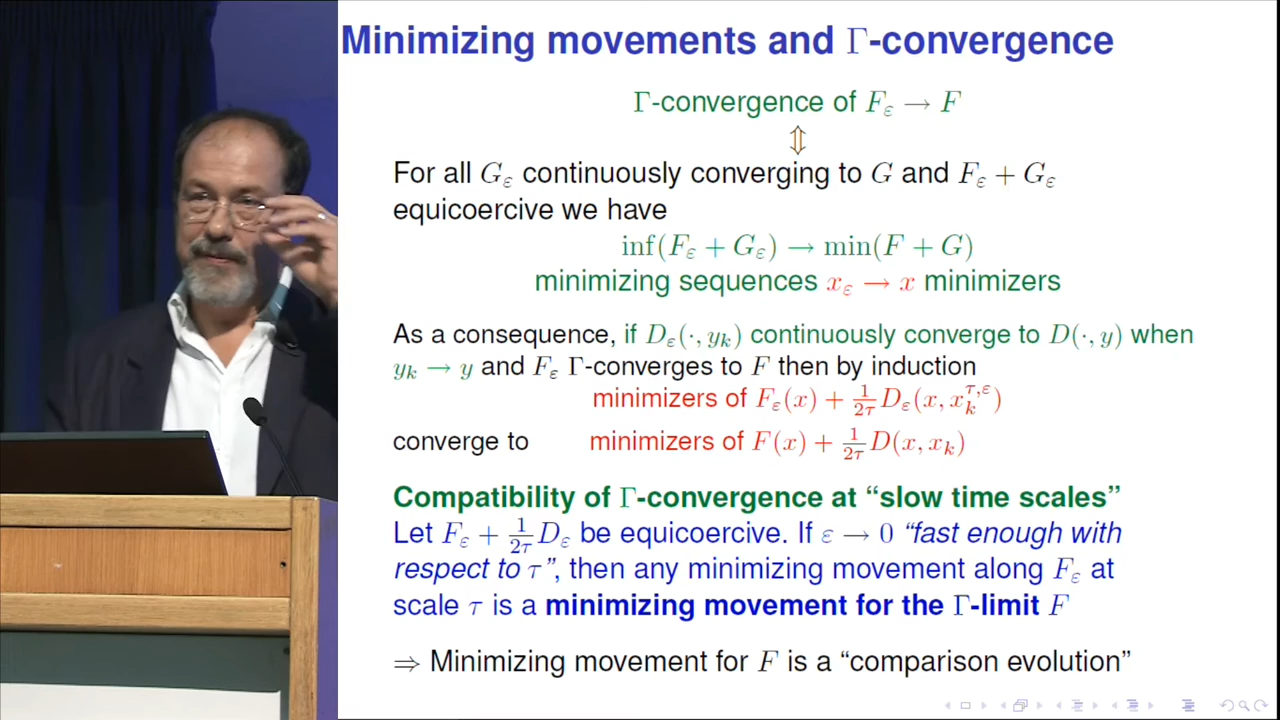 Minimizing movements and Γ-convergence
Γ-convergence of F_ε → F
⇕
For all G_ε continuously converging to G and F_ε + G_ε
equicoercive we have
inf(F_ε + G_ε) → min(F + G)
minimizing sequences x_ε → x minimizers
As a consequence, if D_ε(·, y_k) continuously converge to D(·, y) when
y_k → y and F_ε Γ-converges to F then by induction
minimizers of F_ε(x) + 1/2τ D_ε(x, x_k^{τ,ε})
converge to minimizers of F(x) + 1/2τ D(x, x_k)
Compatibility of Γ-convergence at “slow time scales”
Let F_ε + 1/2τ D_ε be equicoercive. If ε → 0 “fast enough with
respect to τ”, then any minimizing movement along F_ε at
scale τ is a minimizing movement for the Γ-limit F
⇒ Minimizing movement for F is a “comparison evolution”